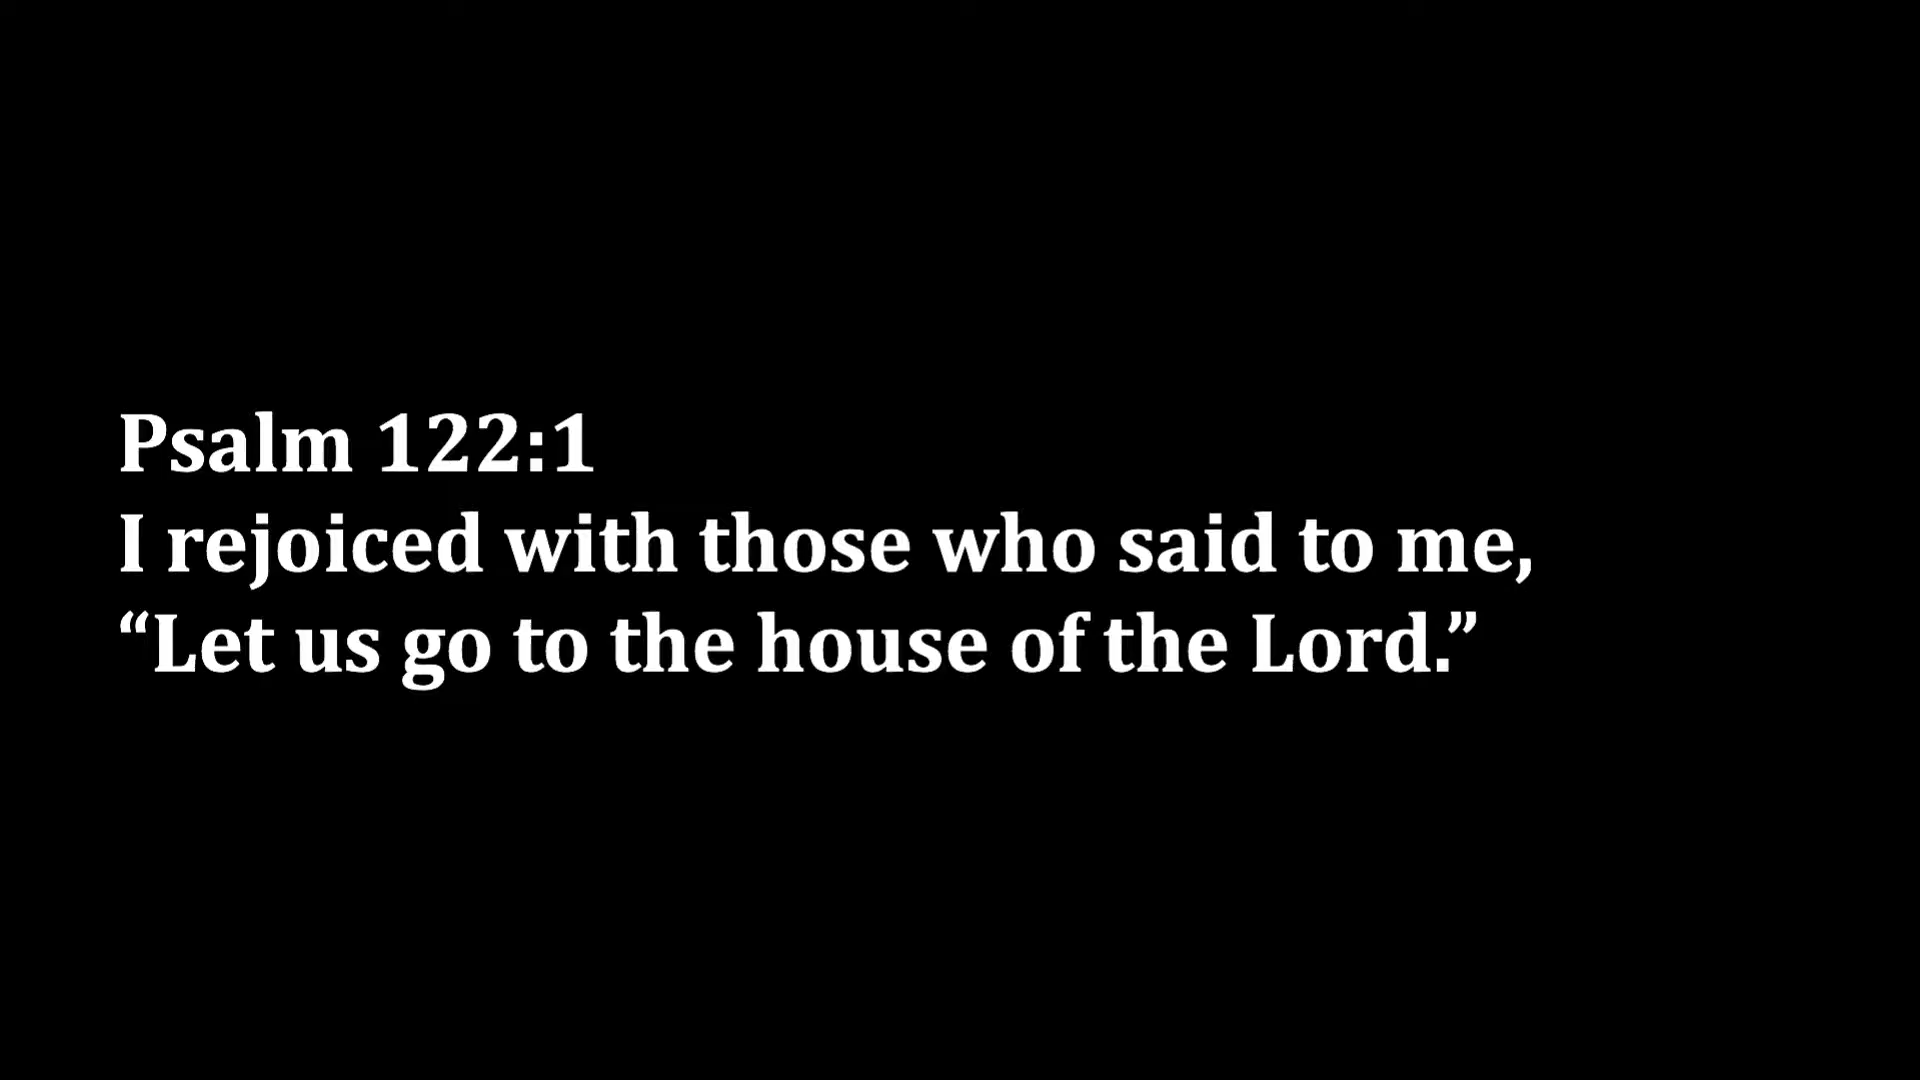 Psalm 122:1
I rejoiced with those who said to me,
“Let us go to the house of the Lord.”